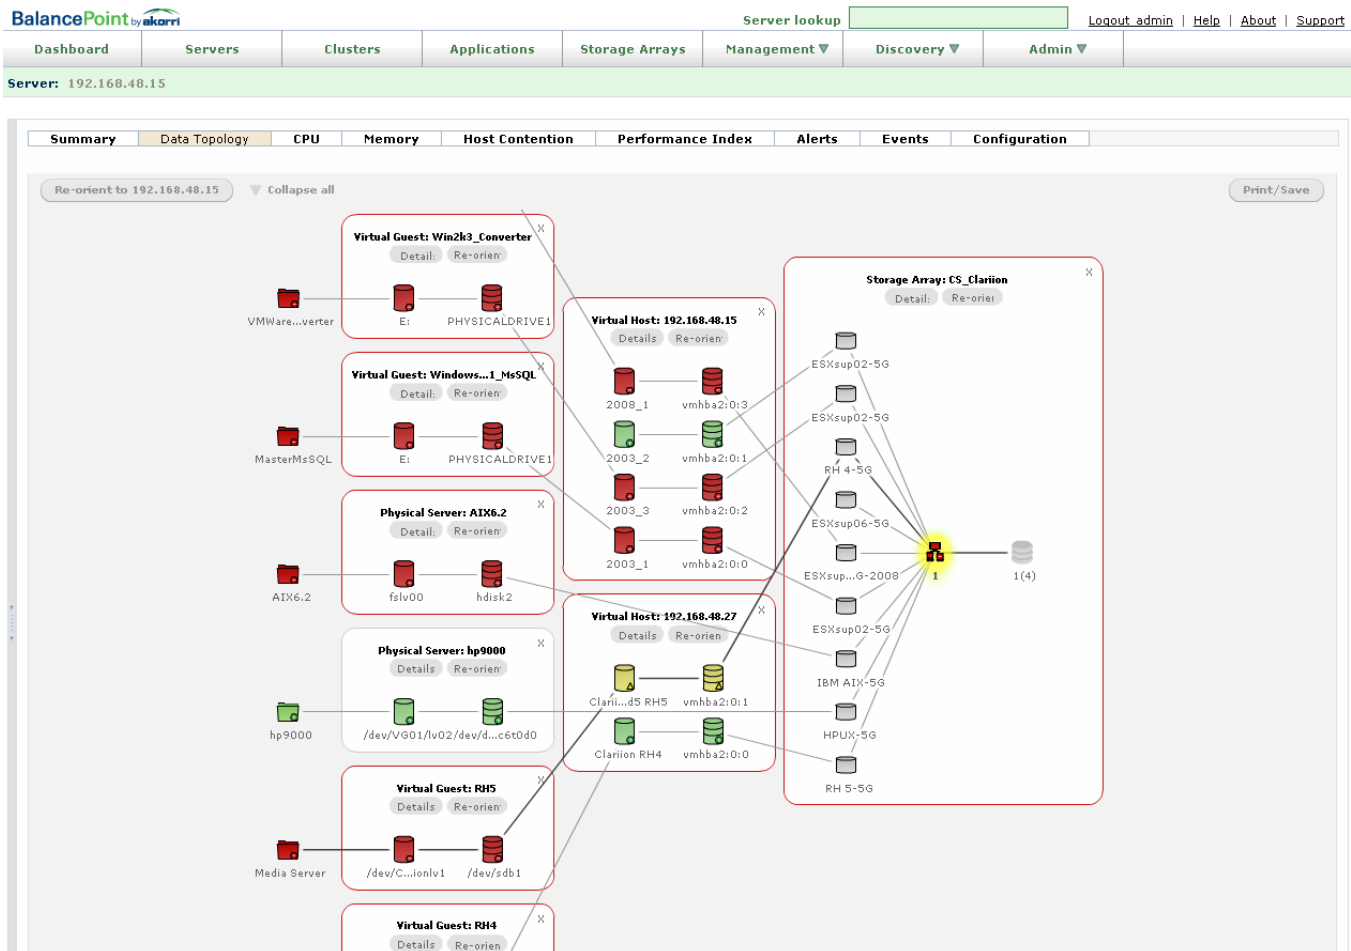 BalancePoint by akorri
Server lookup
Logout admin | Help | About | Support
Dashboard Servers Clusters Applications Storage Arrays Management Discovery Admin
Server: 192.168.48.15
Summary Data Topology CPU Memory Host Contention Performance Index Alerts Events Configuration
Re-orient to 192.168.48.15 Collapse all Print/Save
Virtual Guest: Win2k3_Converter X
Detail: Re-orien
VMWare...verter E: PHYSICALDRIVE1
Virtual Guest: Windows...1_MsSQL X
Detail: Re-orien
MasterMsSQL E: PHYSICALDRIVE1
Physical Server: AIX6.2 X
Detail: Re-orien
AIX6.2 fslv00 hdisk2
Physical Server: hp9000 X
Details Re-orien
hp9000 /dev/VG01/lv02 /dev/d...c6t0d0
Virtual Guest: RH5 X
Details Re-orien
Media Server /dev/C...ionlv1 /dev/sdb1
Virtual Guest: RH4 X
Details Re-orien
Virtual Host: 192.168.48.15 X
Details Re-orien
2008_1 vmhba2:0:3
2003_2 vmhba2:0:1
2003_3 vmhba2:0:2
2003_1 vmhba2:0:0
Virtual Host: 192.168.48.27 X
Details Re-orien
Clarii...d5 RH5 vmhba2:0:1
Clariion RH4 vmhba2:0:0
Storage Array: CS_Clariion X
Detail: Re-orien
ESXsup02-5G
ESXsup02-5G
RH 4-5G
ESXsup06-5G
ESXsup...G-2008 1 1(4)
ESXsup02-5G
IBM AIX-5G
HPUX-5G
RH 5-5G